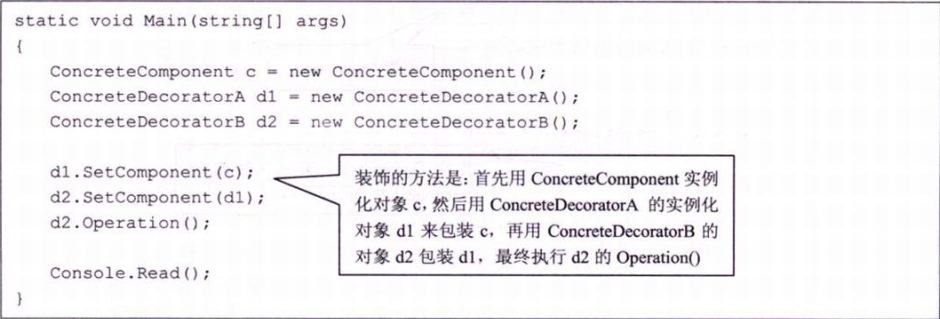 static void Main(string[] args)
{
ConcreteComponent c = new ConcreteComponent();
ConcreteDecoratorA d1 = new ConcreteDecoratorA();
ConcreteDecoratorB d2 = new ConcreteDecoratorB();
d1.SetComponent(c);
d2.SetComponent(d1);
d2.Operation();
Console.Read();
}
装饰的方法是：首先用 ConcreteComponent 实例
化对象 c，然后用 ConcreteDecoratorA 的实例化
对象 d1 来包装 c，再用 ConcreteDecoratorB 的
对象 d2 包装 d1，最终执行 d2 的 Operation()